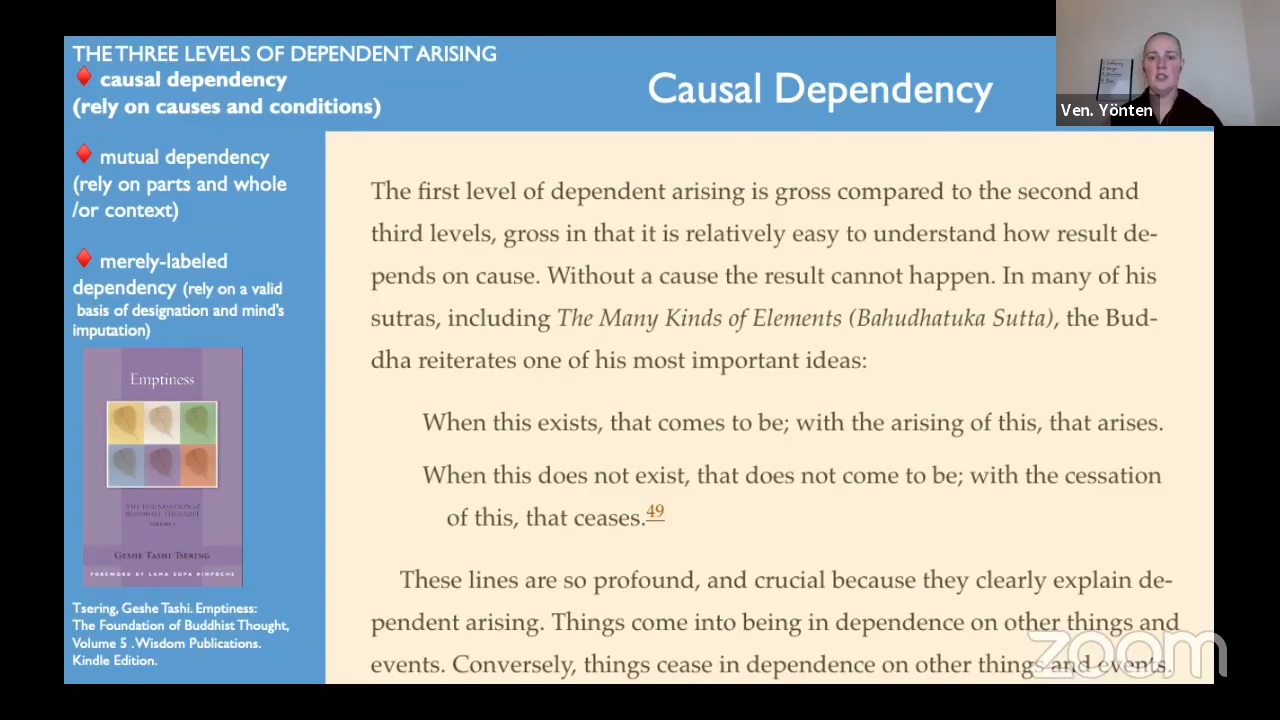 THE THREE LEVELS OF DEPENDENT ARISING
causal dependency
(rely on causes and conditions)
mutual dependency
(rely on parts and whole
/or context)
merely-labeled
dependency (rely on a valid
basis of designation and mind's
imputation)
Emptiness
THE FOUNDATION of
BUDDHIST THOUGHT
GESHE TASHI TSERING
FOREWORD BY LAMA ZOPA RINPOCHE
Tsering, Geshe Tashi. Emptiness:
The Foundation of Buddhist Thought,
Volume 5 . Wisdom Publications.
Kindle Edition.
Causal Dependency
The first level of dependent arising is gross compared to the second and
third levels, gross in that it is relatively easy to understand how result de-
pends on cause. Without a cause the result cannot happen. In many of his
sutras, including The Many Kinds of Elements (Bahudhatuka Sutta), the Bud-
dha reiterates one of his most important ideas:
When this exists, that comes to be; with the arising of this, that arises.
When this does not exist, that does not come to be; with the cessation
of this, that ceases.49
These lines are so profound, and crucial because they clearly explain de-
pendent arising. Things come into being in dependence on other things and
events. Conversely, things cease in dependence on other things and events.
Ven. Yönten
zoom